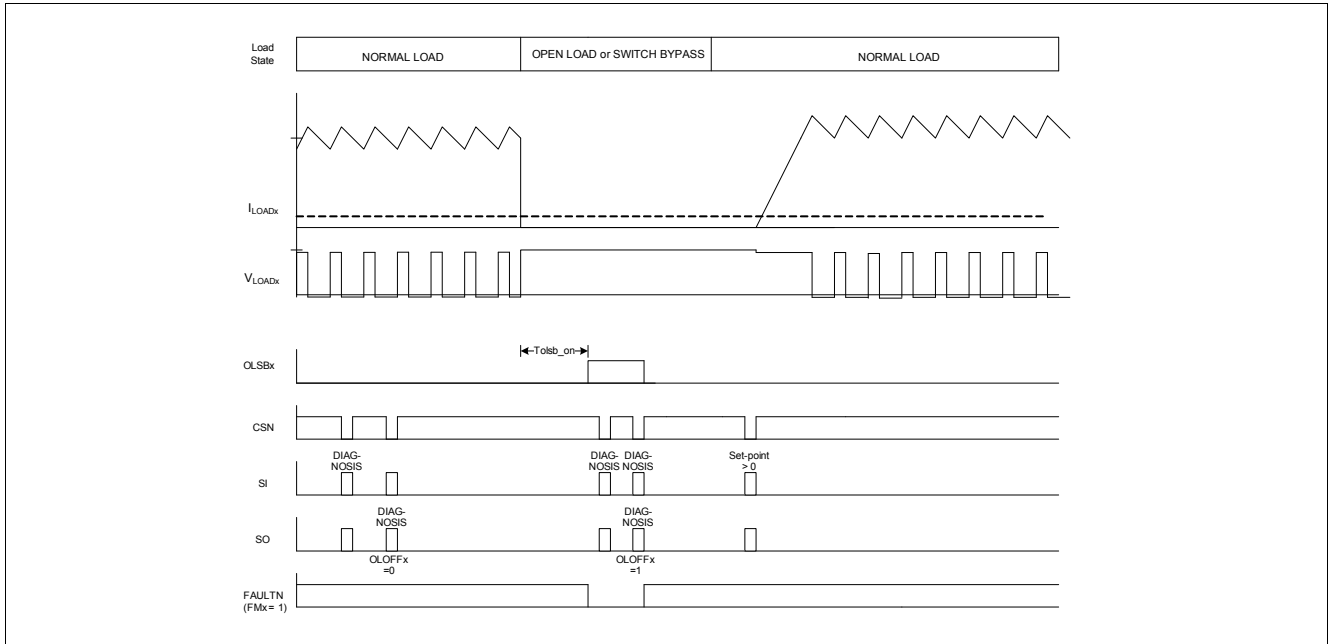 Load
State
NORMAL LOAD
OPEN LOAD or SWITCH BYPASS
NORMAL LOAD
ILOADx
VLOADx
Tolsb_on
OLSBx
CSN
DIAG-
NOSIS
DIAG-
NOSIS
DIAG-
NOSIS
Set-point
> 0
SI
DIAG-
NOSIS
DIAG-
NOSIS
SO
OLOFFx
=0
OLOFFx
=1
FAULTN
(FMx = 1)